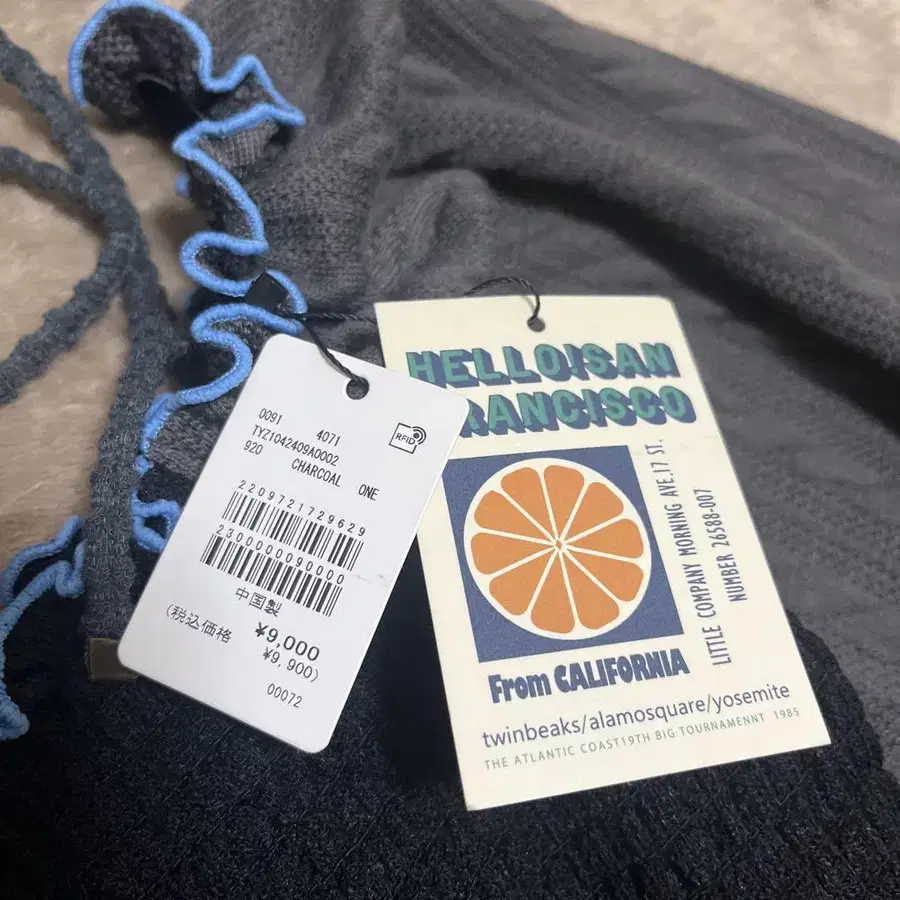 0091 4071
TYZ1042409A0002
920 CHARCOAL ONE
RFID
2209721729629
2300000090000
中国製
¥9,000
(税込価格 ¥9,900)
00072
HELLO!SAN
FRANCISCO
LITTLE COMPANY MORNING AVE.17 ST.
NUMBER 26588-007
From CALIFORNIA
twinbeaks/alamosquare/yosemite
THE ATLANTIC COAST19TH BIG TOURNAMENNT 1985